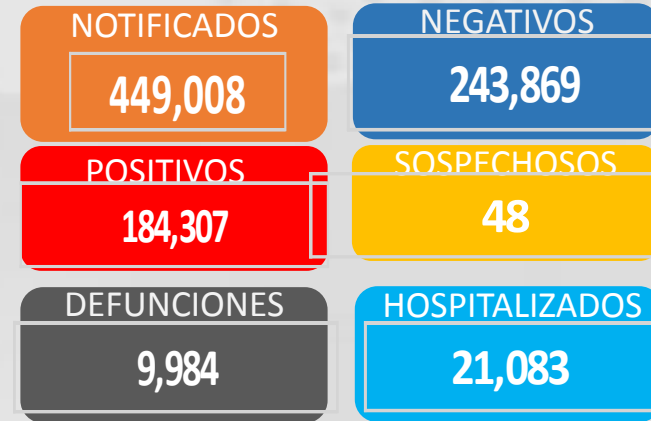 NOTIFICADOS
449,008
NEGATIVOS
243,869
POSITIVOS
184,307
SOSPECHOSOS
48
DEFUNCIONES
9,984
HOSPITALIZADOS
21,083